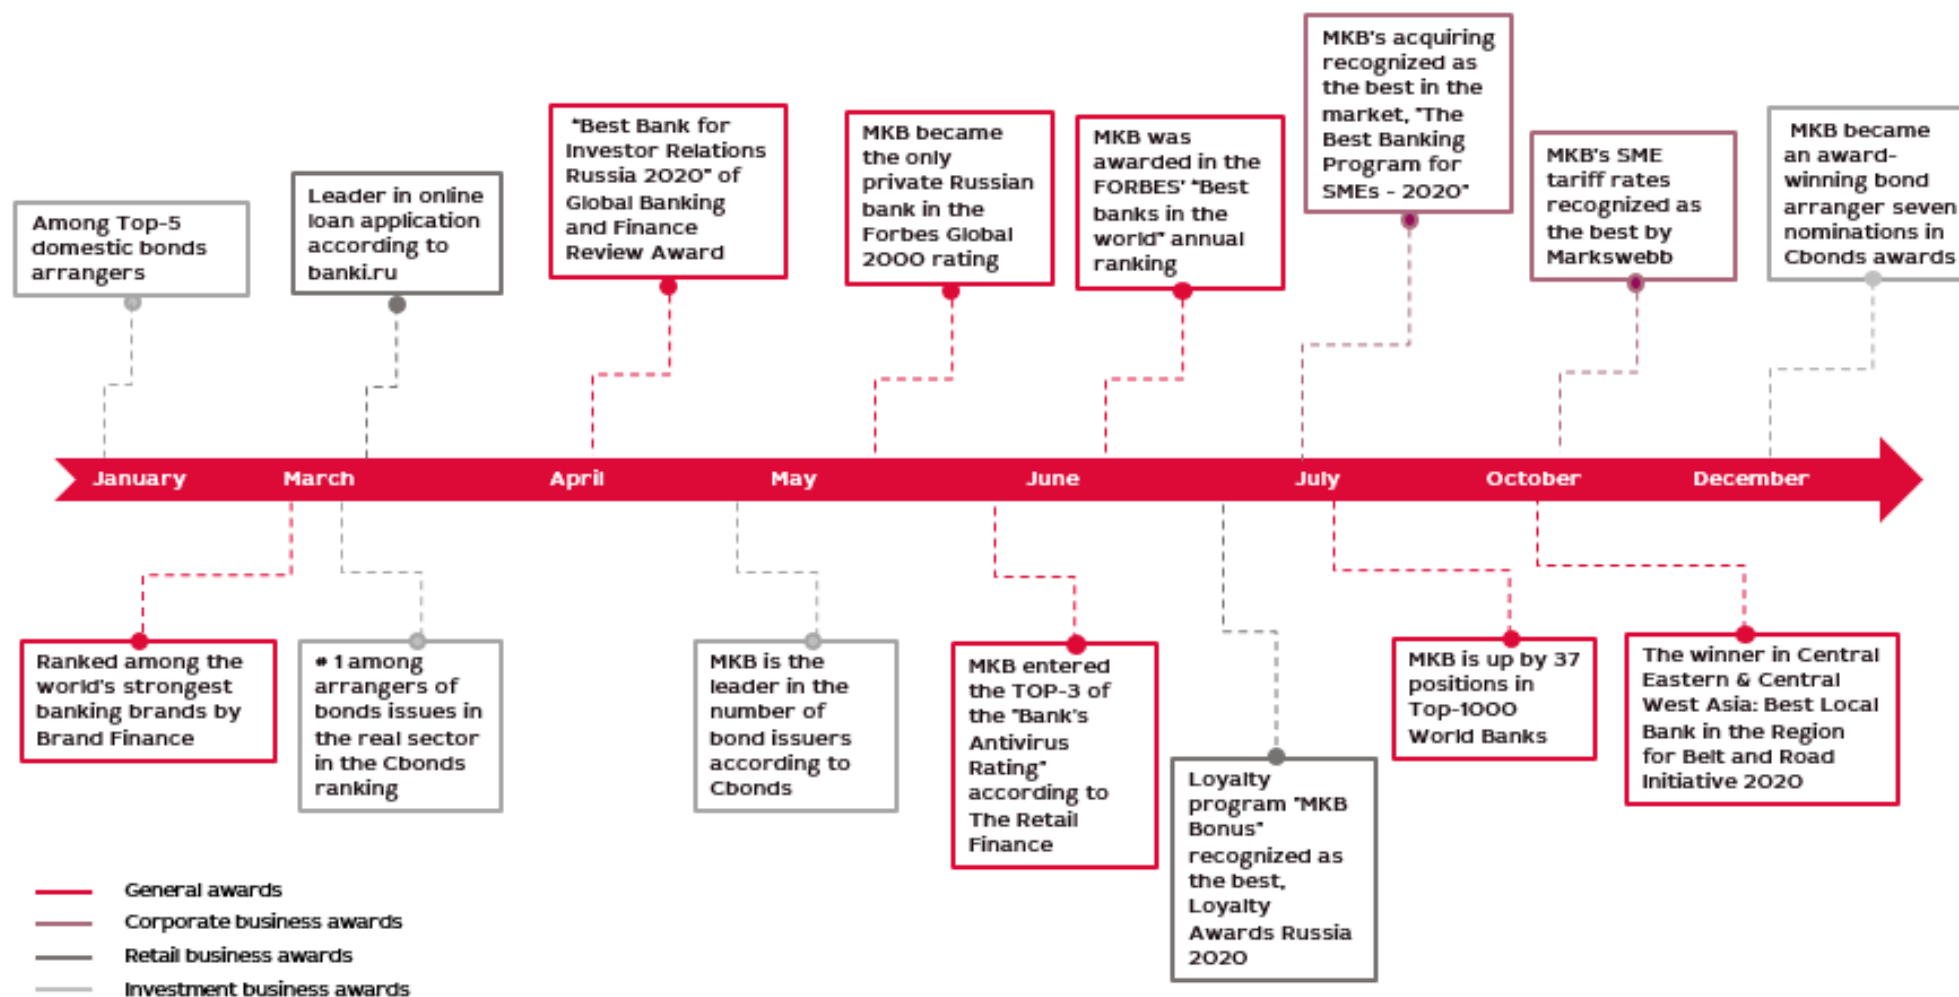 Among Top-5
domestic bonds
arrangers
Leader in online
loan application
according to
banki.ru
"Best Bank for
Investor Relations
Russia 2020" of
Global Banking
and Finance
Review Award
MKB became
the only
private Russian
bank in the
Forbes Global
2000 rating
MKB was
awarded in the
FORBES' "Best
banks in the
world" annual
ranking
MKB's acquiring
recognized as
the best in the
market, "The
Best Banking
Program for
SMEs - 2020"
MKB's SME
tariff rates
recognized as
the best by
Markswebb
MKB became
an award-
winning bond
arranger seven
nominations in
Cbonds awards
January
March
April
May
June
July
October
December
Ranked among the
world's strongest
banking brands by
Brand Finance
# 1 among
arrangers of
bonds issues in
the real sector
in the Cbonds
ranking
MKB is the
leader in the
number of
bond issuers
according to
Cbonds
MKB entered
the TOP-3 of
the "Bank's
Antivirus
Rating"
according to
The Retail
Finance
Loyalty
program "MKB
Bonus"
recognized as
the best,
Loyalty
Awards Russia
2020
MKB is up by 37
positions in
Top-1000
World Banks
The winner in Central
Eastern & Central
West Asia: Best Local
Bank in the Region
for Belt and Road
Initiative 2020
General awards
Corporate business awards
Retail business awards
Investment business awards